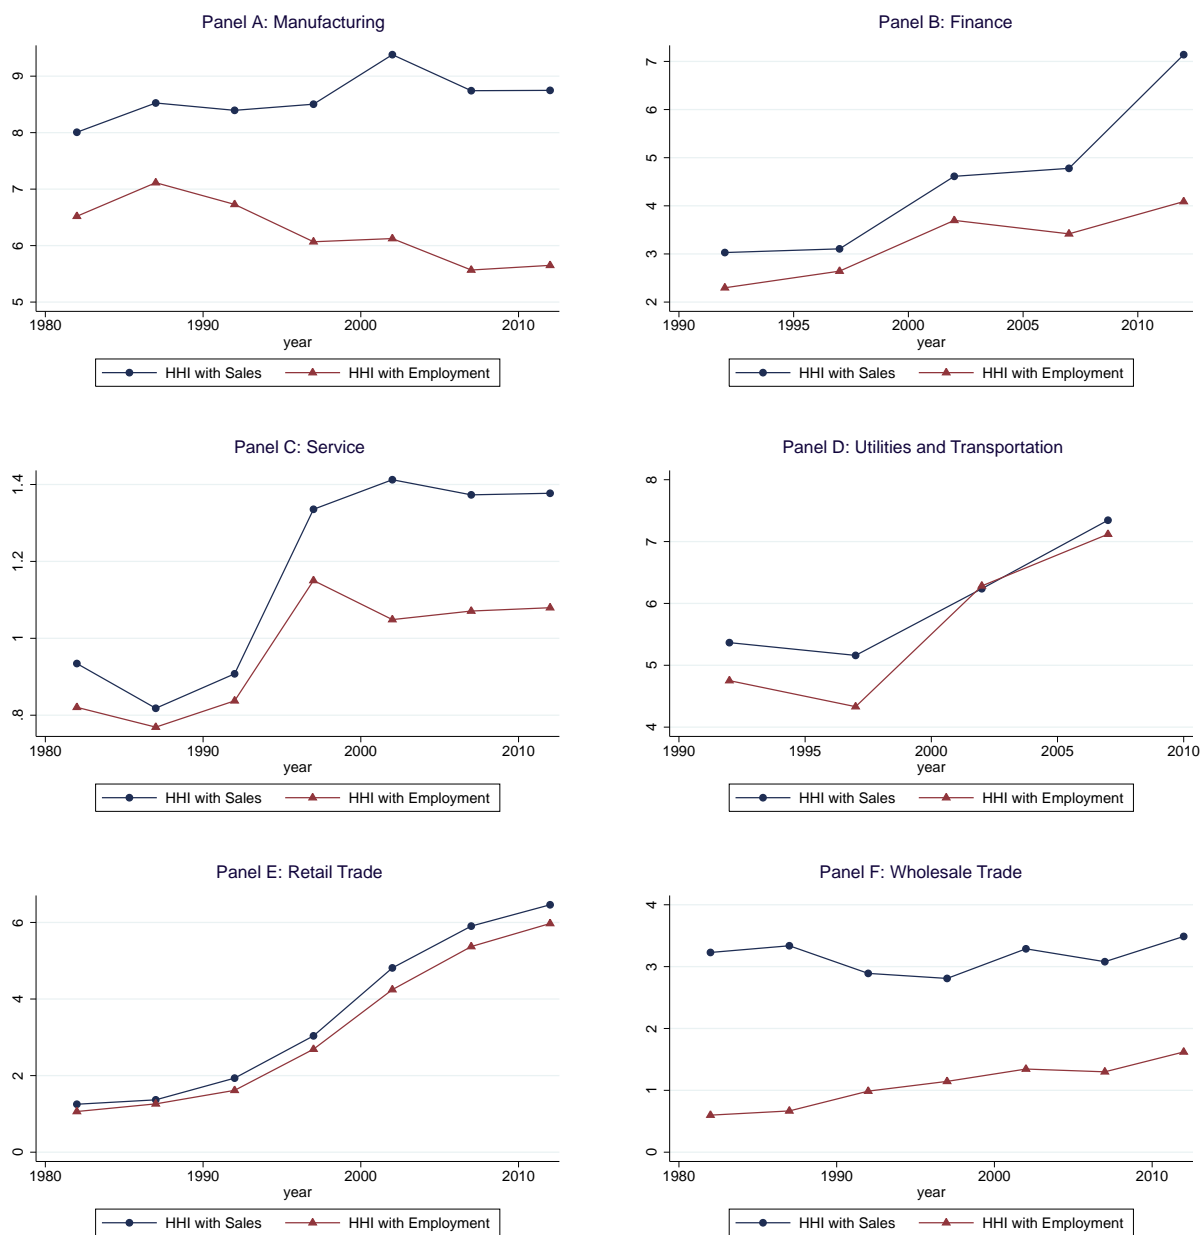 Panel A: Manufacturing
9
8
7
6
5
1980 1990 2000 2010
year
HHI with Sales HHI with Employment
Panel B: Finance
7
6
5
4
3
2
1990 1995 2000 2005 2010
year
HHI with Sales HHI with Employment
Panel C: Service
1.4
1.2
1
.8
1980 1990 2000 2010
year
HHI with Sales HHI with Employment
Panel D: Utilities and Transportation
8
7
6
5
4
1990 1995 2000 2005 2010
year
HHI with Sales HHI with Employment
Panel E: Retail Trade
6
4
2
0
1980 1990 2000 2010
year
HHI with Sales HHI with Employment
Panel F: Wholesale Trade
4
3
2
1
0
1980 1990 2000 2010
year
HHI with Sales HHI with Employment